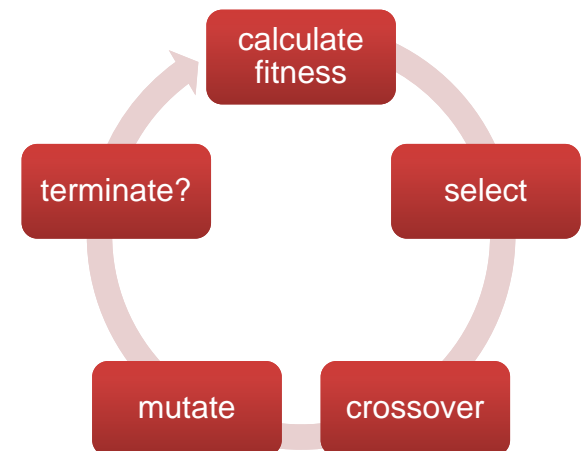 calculate
fitness
select
crossover
mutate
terminate?